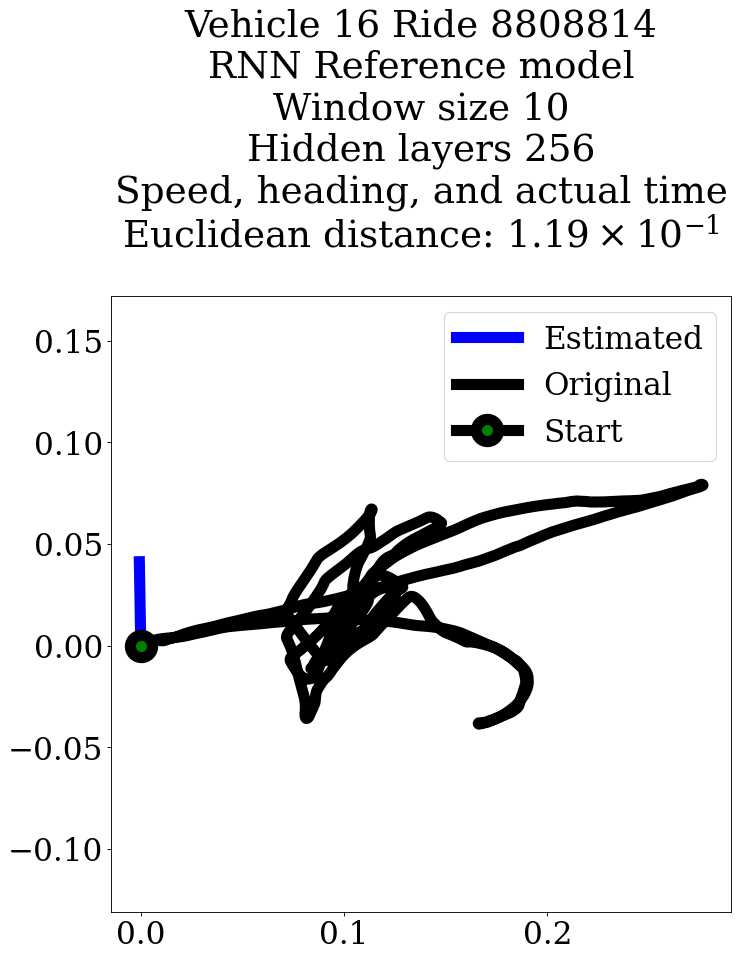 Vehicle 16 Ride 8808814
RNN Reference model
Window size 10
Hidden layers 256
Speed, heading, and actual time
Euclidean distance: 1.19 × 10⁻¹
Estimated
Original
Start
0.15
0.10
0.05
0.00
−0.05
−0.10
0.0 0.1 0.2